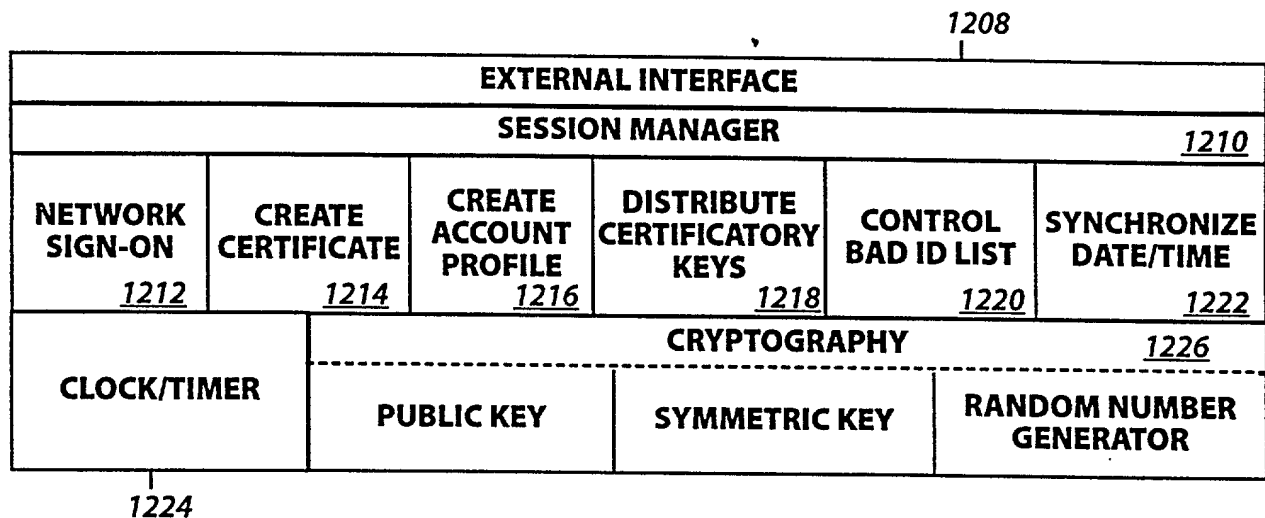 1208
EXTERNAL INTERFACE
SESSION MANAGER
1210
NETWORK
SIGN-ON
1212
CREATE
CERTIFICATE
1214
CREATE
ACCOUNT
PROFILE
1216
DISTRIBUTE
CERTIFICATORY
KEYS
1218
CONTROL
BAD ID LIST
1220
SYNCHRONIZE
DATE/TIME
1222
CLOCK/TIMER
CRYPTOGRAPHY
1226
PUBLIC KEY
SYMMETRIC KEY
RANDOM NUMBER
GENERATOR
1224